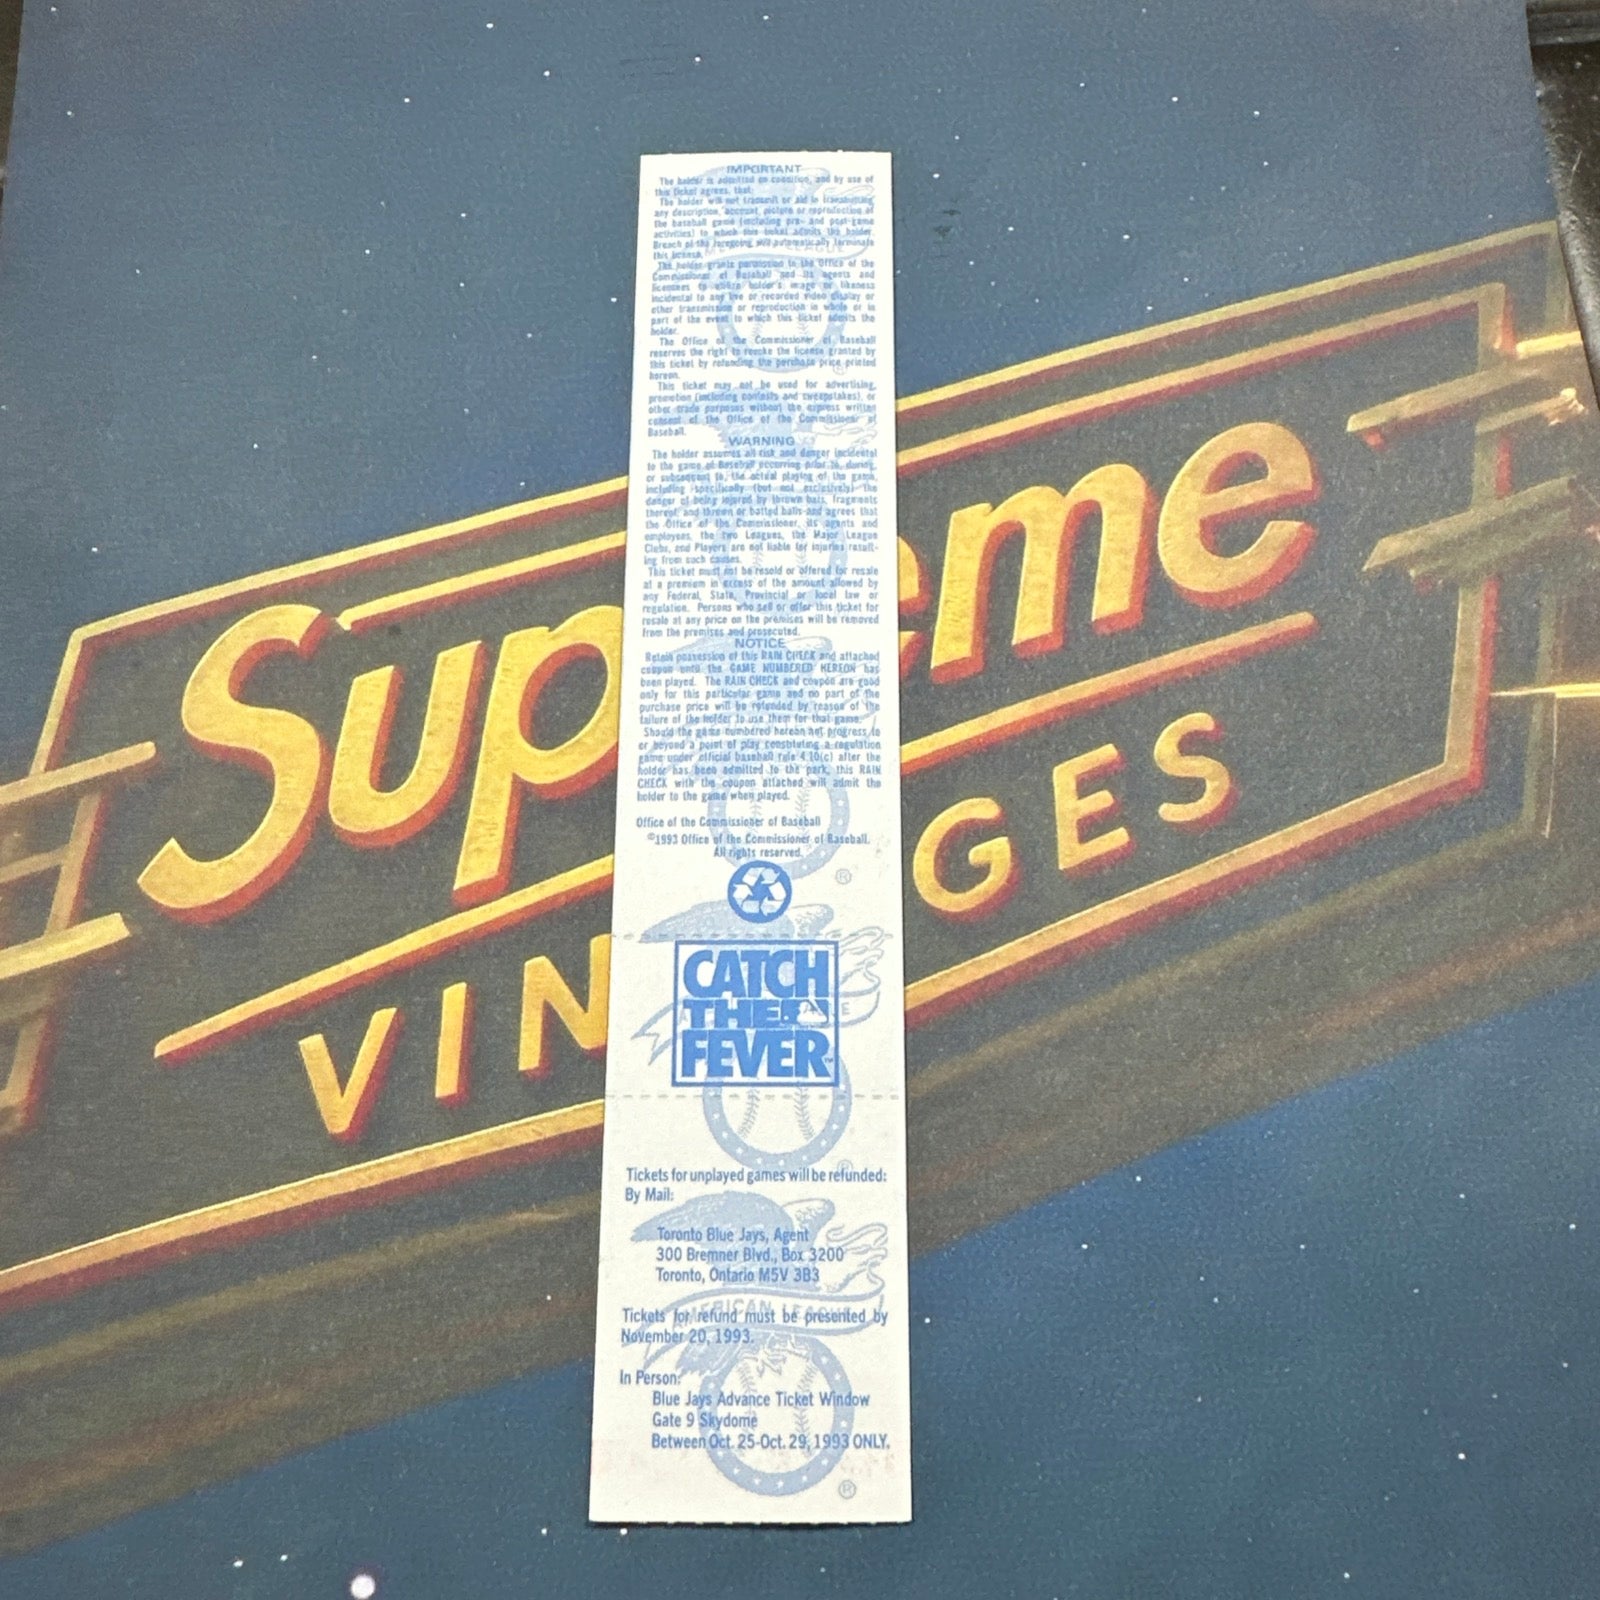 IMPORTANT
The holder is admitted on condition, and by use of
this ticket agrees, that:
The holder will not transmit or aid in transmitting
any description, account, picture or reproduction of
the baseball game (including pre- and post-game
activities) to which this ticket admits the holder.
Breach of the foregoing will automatically terminate
this license.
The holder grants permission to the Office of the
Commissioner of Baseball and its agents and
licensees to utilize holder's image or likeness
incidental to any live or recorded video display or
other transmission or reproduction in whole or in
part of the event to which this ticket admits the
holder.
The Office of the Commissioner of Baseball
reserves the right to revoke the license granted by
this ticket by refunding the purchase price printed
hereon.
This ticket may not be used for advertising,
promotion (including contests and sweepstakes), or
other trade purposes without the express written
consent of the Office of the Commissioner of
Baseball.
WARNING
The holder assumes all risk and danger incidental
to the game of Baseball occurring prior to, during,
or subsequent to, the actual playing of the game,
including specifically (but not exclusively) the
danger of being injured by thrown bats, fragments
thereof, and thrown or batted balls and agrees that
the Office of the Commissioner, its agents and
employees, the two Leagues, the Major League
Clubs, and Players are not liable for injuries result-
ing from such causes.
This ticket must not be resold or offered for resale
at a premium in excess of the amount allowed by
any Federal, State, Provincial or local law or
regulation. Persons who sell or offer this ticket for
resale at any price on the premises will be removed
from the premises and prosecuted.
NOTICE
Retain possession of this RAIN CHECK and attached
coupon until the GAME NUMBERED HEREON has
been played. The RAIN CHECK and coupon are good
only for this particular game and no part of the
purchase price will be refunded by reason of the
failure of the holder to use them for that game.
Should the game numbered hereon not progress to
or beyond a point of play constituting a regulation
game under official baseball rule 4.10(c) after the
holder has been admitted to the park, this RAIN
CHECK with the coupon attached will admit the
holder to the game when played.
Office of the Commissioner of Baseball
©1993 Office of the Commissioner of Baseball.
All rights reserved.
CATCH
THE
FEVER™
Tickets for unplayed games will be refunded:
By Mail:
Toronto Blue Jays, Agent
300 Bremner Blvd., Box 3200
Toronto, Ontario M5V 3B3
AMERICAN LEAGUE
Tickets for refund must be presented by
November 20, 1993.
In Person:
Blue Jays Advance Ticket Window
Gate 9 Skydome
Between Oct. 25-Oct. 29, 1993 ONLY.
®
Sup eme
VIN GES